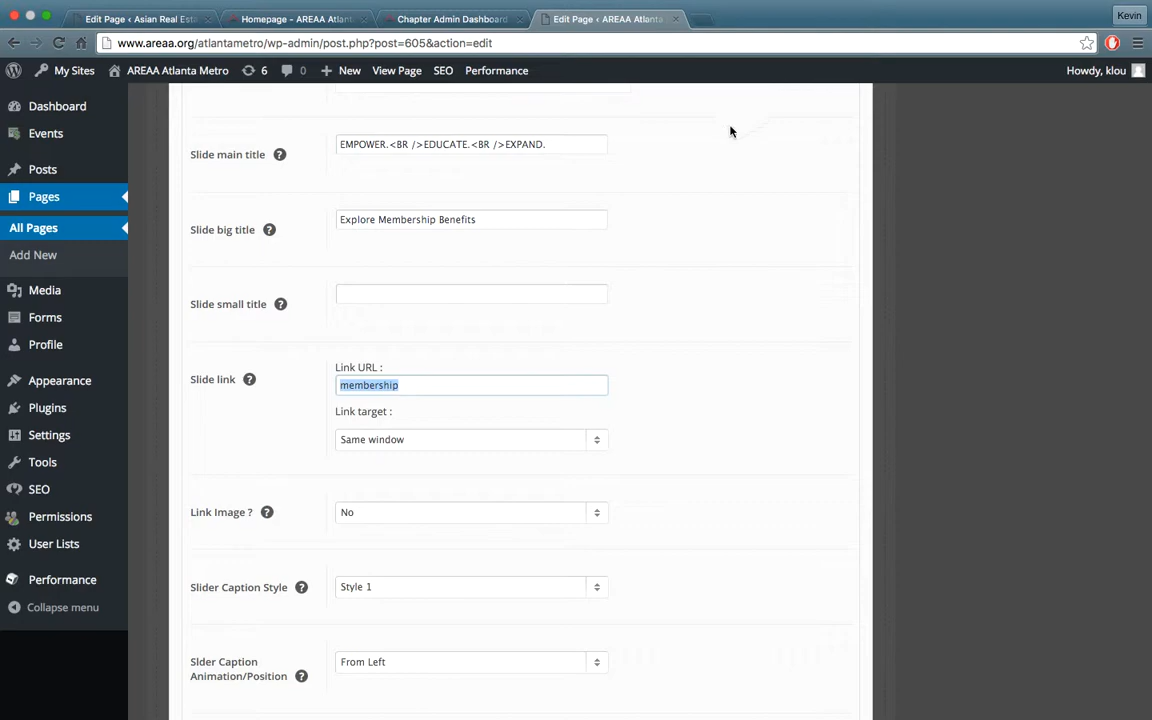 Edit Page < Asian Real Esta
Homepage – AREAA Atlant
Chapter Admin Dashboard
Edit Page < AREAA Atlanta
Kevin
www.areaa.org/atlantametro/wp-admin/post.php?post=605&action=edit
My Sites
AREAA Atlanta Metro
6
0
New
View Page
SEO
Performance
Howdy, klou
Dashboard
Events
Posts
Pages
All Pages
Add New
Media
Forms
Profile
Appearance
Plugins
Settings
Tools
SEO
Permissions
User Lists
Performance
Collapse menu
Slide main title ?
EMPOWER.<BR />EDUCATE.<BR />EXPAND.
Slide big title ?
Explore Membership Benefits
Slide small title ?
Slide link ?
Link URL :
membership
Link target :
Same window
Link Image ? ?
No
Slider Caption Style ?
Style 1
Slder Caption
Animation/Position ?
From Left